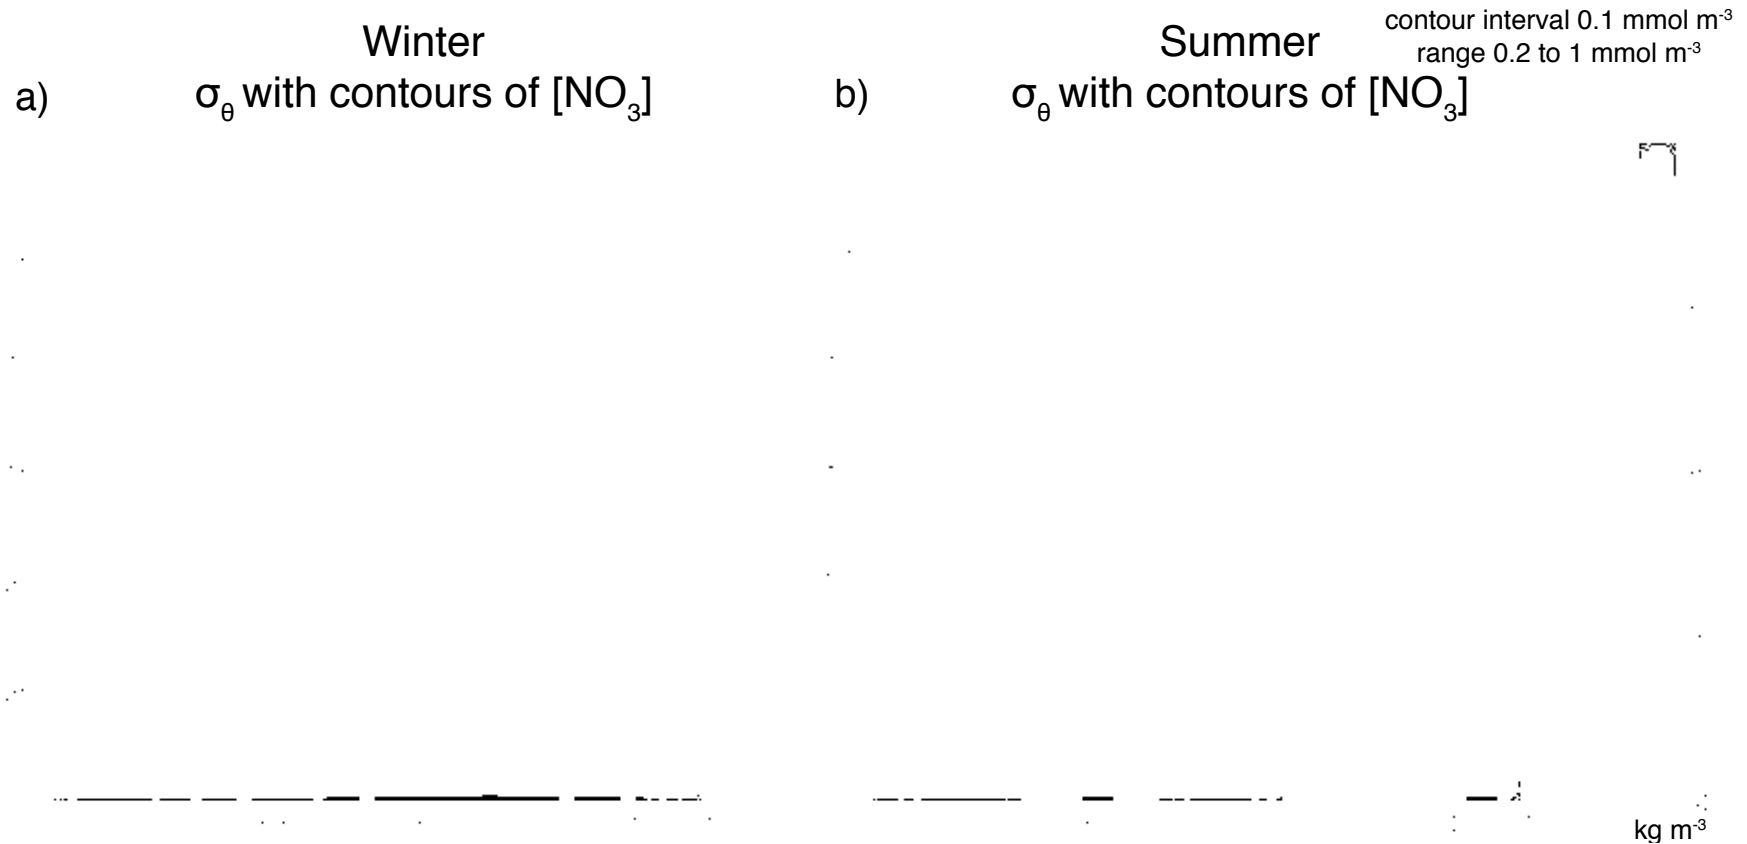 Winter
σθ with contours of [NO3]
a)
Summer
σθ with contours of [NO3]
b)
contour interval 0.1 mmol m-3
range 0.2 to 1 mmol m-3
kg m-3